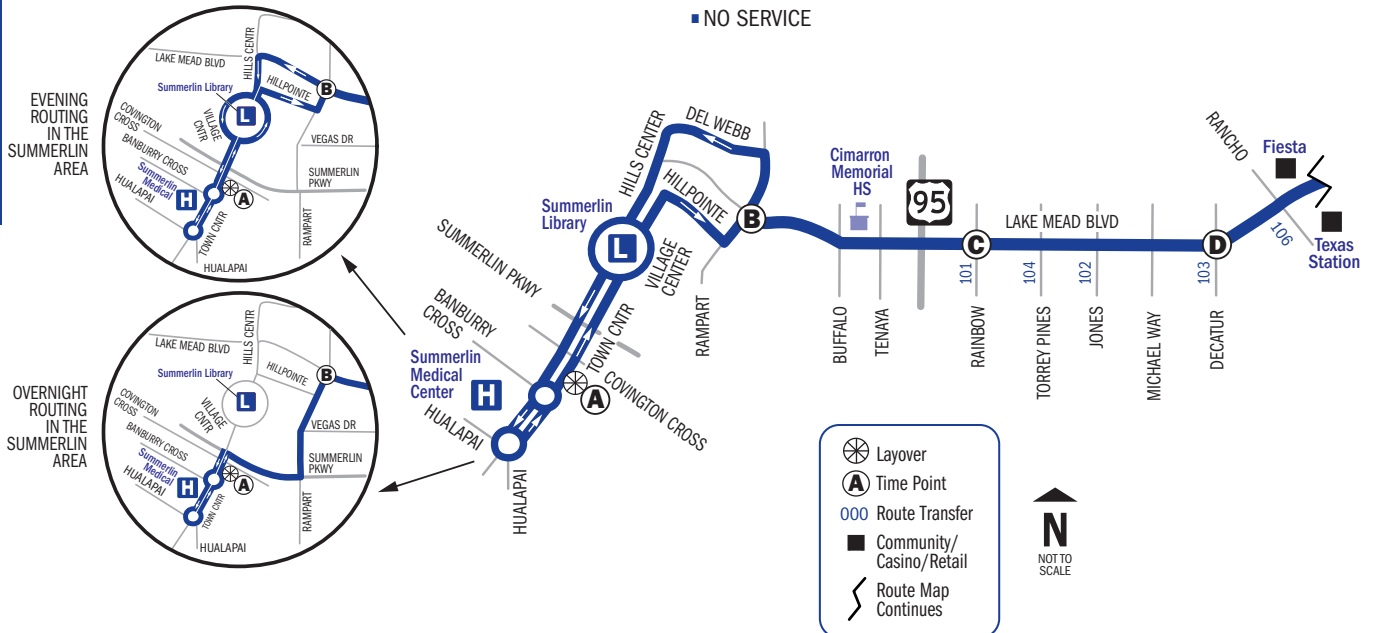 NO SERVICE
EVENING
ROUTING
IN THE
SUMMERLIN
AREA
LAKE MEAD BLVD
HILLS CENTR
Summerlin Library
HILLPOINTE
B
L
COVINGTON
CROSS
VILLAGE
CNTR
BANBURRY CROSS
VEGAS DR
Summerlin
Medical
SUMMERLIN
PKWY
H
A
HUALAPAI
TOWN CNTR
RAMPART
HUALAPAI
OVERNIGHT
ROUTING
IN THE
SUMMERLIN
AREA
LAKE MEAD BLVD
HILLS CENTR
Summerlin Library
HILLPOINTE
B
L
COVINGTON
CROSS
VILLAGE
CNTR
BANBURRY CROSS
VEGAS DR
Summerlin
Medical
SUMMERLIN
PKWY
H
A
HUALAPAI
TOWN CNTR
RAMPART
HUALAPAI
HILLS CENTER
DEL WEBB
HILLPOINTE
Summerlin
Library
L
B
VILLAGE
CENTER
SUMMERLIN PKWY
BANBURRY
CROSS
TOWN CNTR
RAMPART
Summerlin
Medical
Center
H
A
COVINGTON CROSS
HUALAPAI
HUALAPAI
Cimarron
Memorial
HS
95
LAKE MEAD BLVD
C
D
RANCHO
Fiesta
106
Texas
Station
101
104
102
103
BUFFALO
TENAYA
RAINBOW
TORREY PINES
JONES
MICHAEL WAY
DECATUR
Layover
A Time Point
000 Route Transfer
Community/
Casino/Retail
Route Map
Continues
N
NOT TO
SCALE